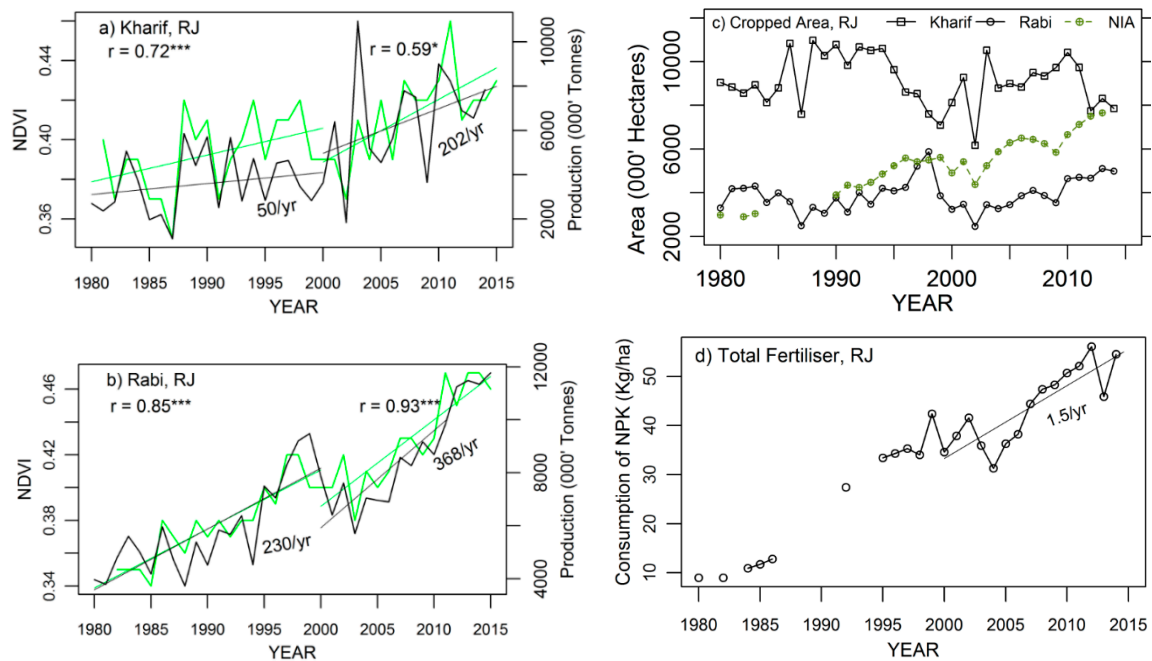 a) Kharif, RJ
r = 0.72***
r = 0.59*
50/yr
202/yr
NDVI
0.36
0.40
0.44
Production (000' Tonnes)
2000
4000
6000
8000
10000
1980 1985 1990 1995 2000 2005 2010 2015
YEAR
c) Cropped Area, RJ Kharif Rabi NIA
Area (000' Hectares)
2000
6000
10000
1980 1990 2000 2010
YEAR
b) Rabi, RJ
r = 0.85***
r = 0.93***
230/yr
368/yr
NDVI
0.34
0.38
0.42
0.46
Production (000' Tonnes)
4000
8000
12000
1980 1985 1990 1995 2000 2005 2010 2015
YEAR
d) Total Fertiliser, RJ
1.5/yr
Consumption of NPK (Kg/ha)
10
20
30
40
50
1980 1985 1990 1995 2000 2005 2010 2015
YEAR